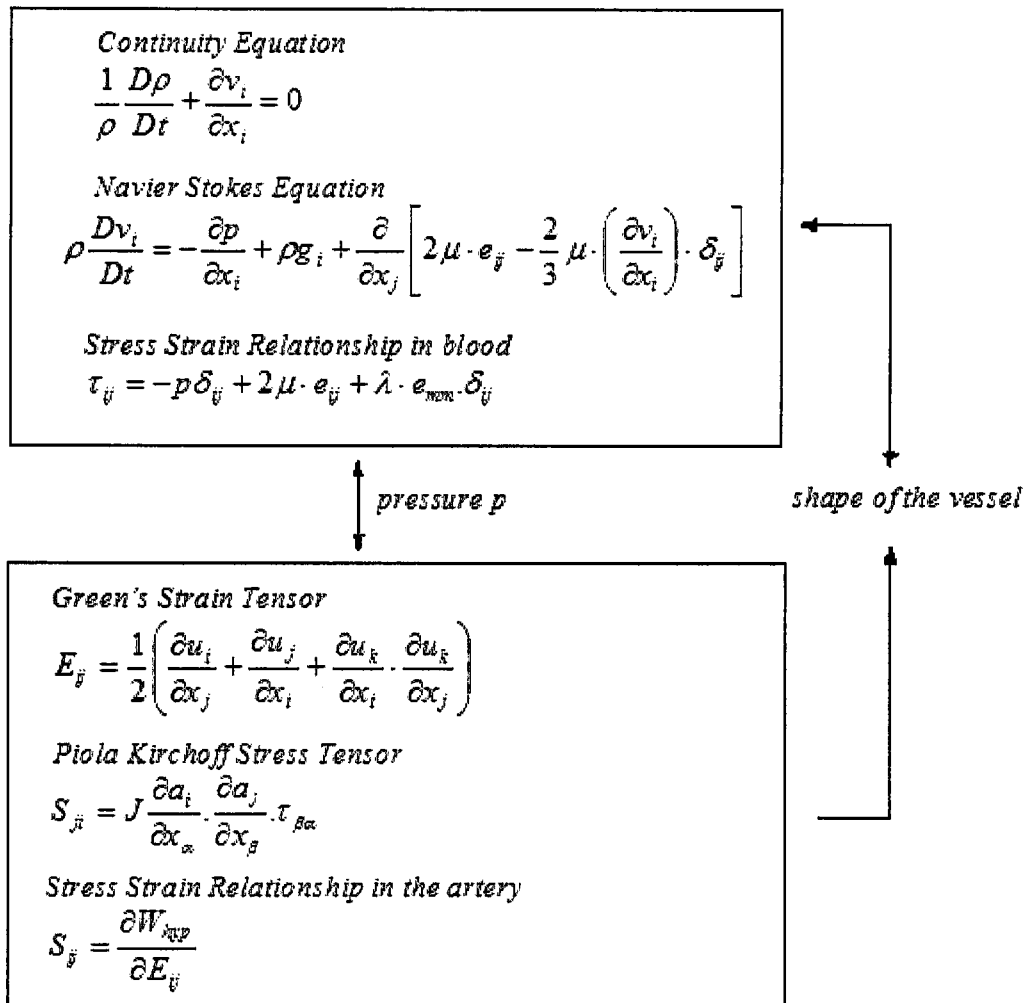 Continuity Equation
1/ρ Dρ/Dt + ∂v_i/∂x_i = 0
Navier Stokes Equation
ρ Dv_i/Dt = −∂p/∂x_i + ρg_i + ∂/∂x_j [2μ · e_ij − 2/3 μ · (∂v_i/∂x_i) · δ_ij]
Stress Strain Relationship in blood
τ_ij = −pδ_ij + 2μ · e_ij + λ · e_mm . δ_ij
pressure p
shape of the vessel
Green's Strain Tensor
E_ij = 1/2 (∂u_i/∂x_j + ∂u_j/∂x_i + ∂u_k/∂x_i · ∂u_k/∂x_j)
Piola Kirchoff Stress Tensor
S_ji = J ∂a_i/∂x_α . ∂a_j/∂x_β . τ_βα
Stress Strain Relationship in the artery
S_ij = ∂W_hyp/∂E_ij